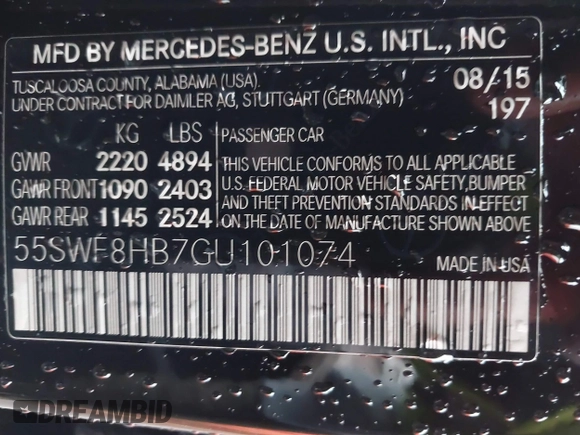 MFD BY MERCEDES-BENZ U.S. INTL., INC
TUSCALOOSA COUNTY, ALABAMA (USA)
UNDER CONTRACT FOR DAIMLER AG, STUTTGART (GERMANY)
08/15
197
KG LBS
GVWR 2220 4894
GAWR FRONT 1090 2403
GAWR REAR 1145 2524
PASSENGER CAR
THIS VEHICLE CONFORMS TO ALL APPLICABLE
U.S. FEDERAL MOTOR VEHICLE SAFETY, BUMPER
AND THEFT PREVENTION STANDARDS IN EFFECT
ON THE DATE OF MANUFACTURE SHOWN ABOVE.
55SWF8HB7GU101074
MADE IN USA
DREAMBID